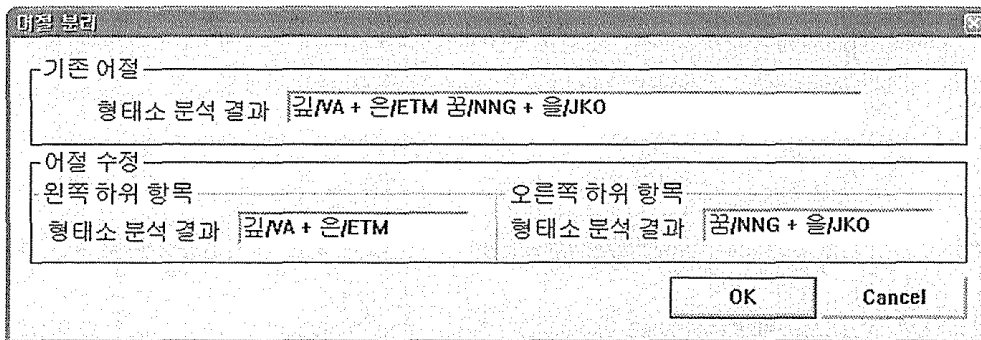 어절 분리
기존 어절
형태소 분석 결과 깊/VA + 은/ETM 꿈/NNG + 을/JKO
어절 수정
왼쪽 하위 항목 오른쪽 하위 항목
형태소 분석 결과 깊/VA + 은/ETM 형태소 분석 결과 꿈/NNG + 을/JKO
OK Cancel